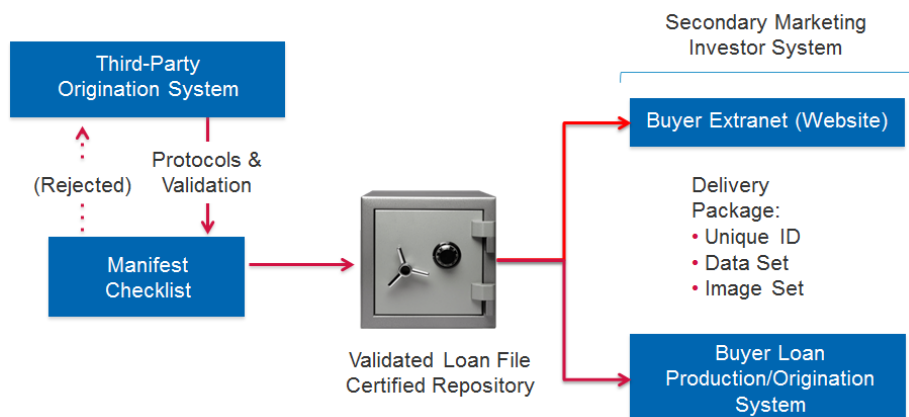 Third-Party
Origination System
(Rejected)
Protocols &
Validation
Manifest
Checklist
Validated Loan File
Certified Repository
Secondary Marketing
Investor System
Buyer Extranet (Website)
Delivery
Package:
• Unique ID
• Data Set
• Image Set
Buyer Loan
Production/Origination
System